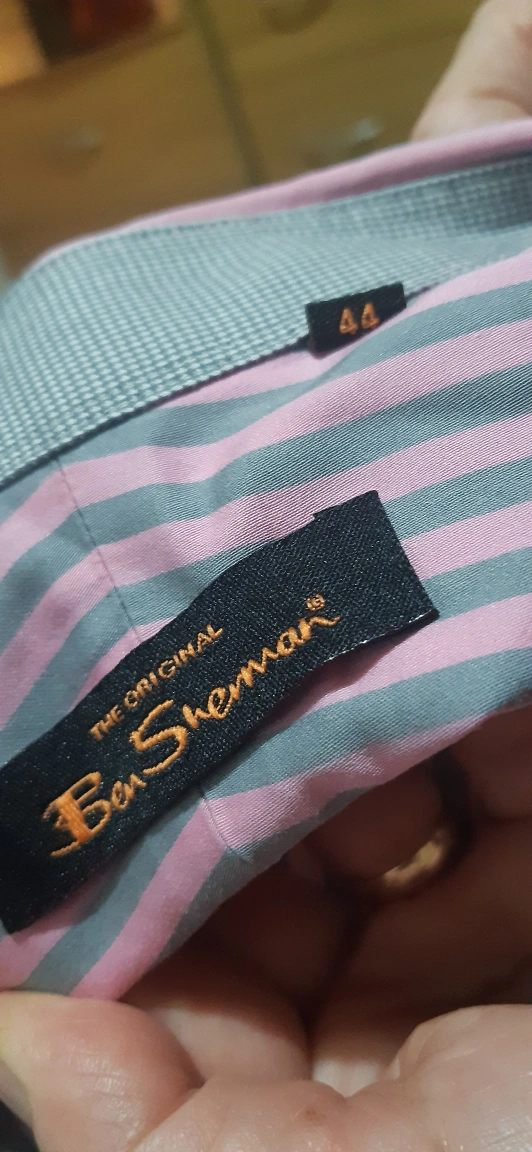 44
THE ORIGINAL
Ben Sherman®